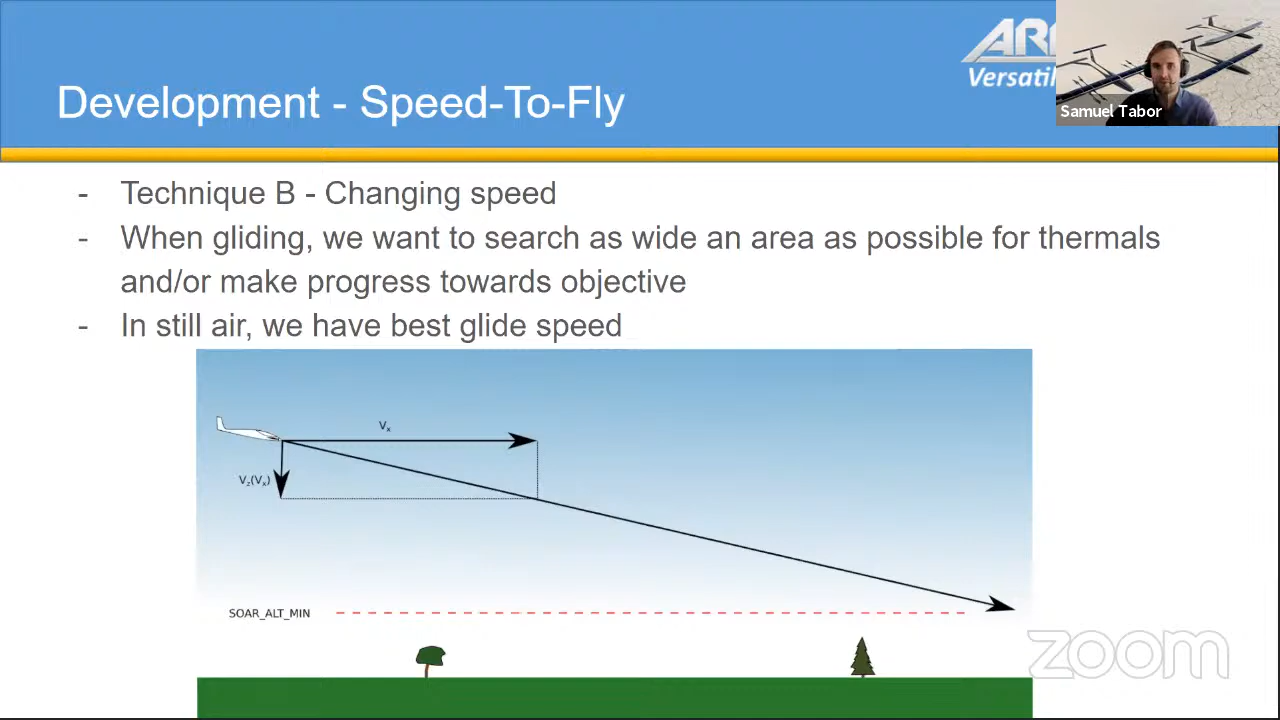 Development - Speed-To-Fly
Versatil
Samuel Tabor
- Technique B - Changing speed
- When gliding, we want to search as wide an area as possible for thermals
and/or make progress towards objective
- In still air, we have best glide speed
Vx
Vz(Vx)
SOAR_ALT_MIN
zoom